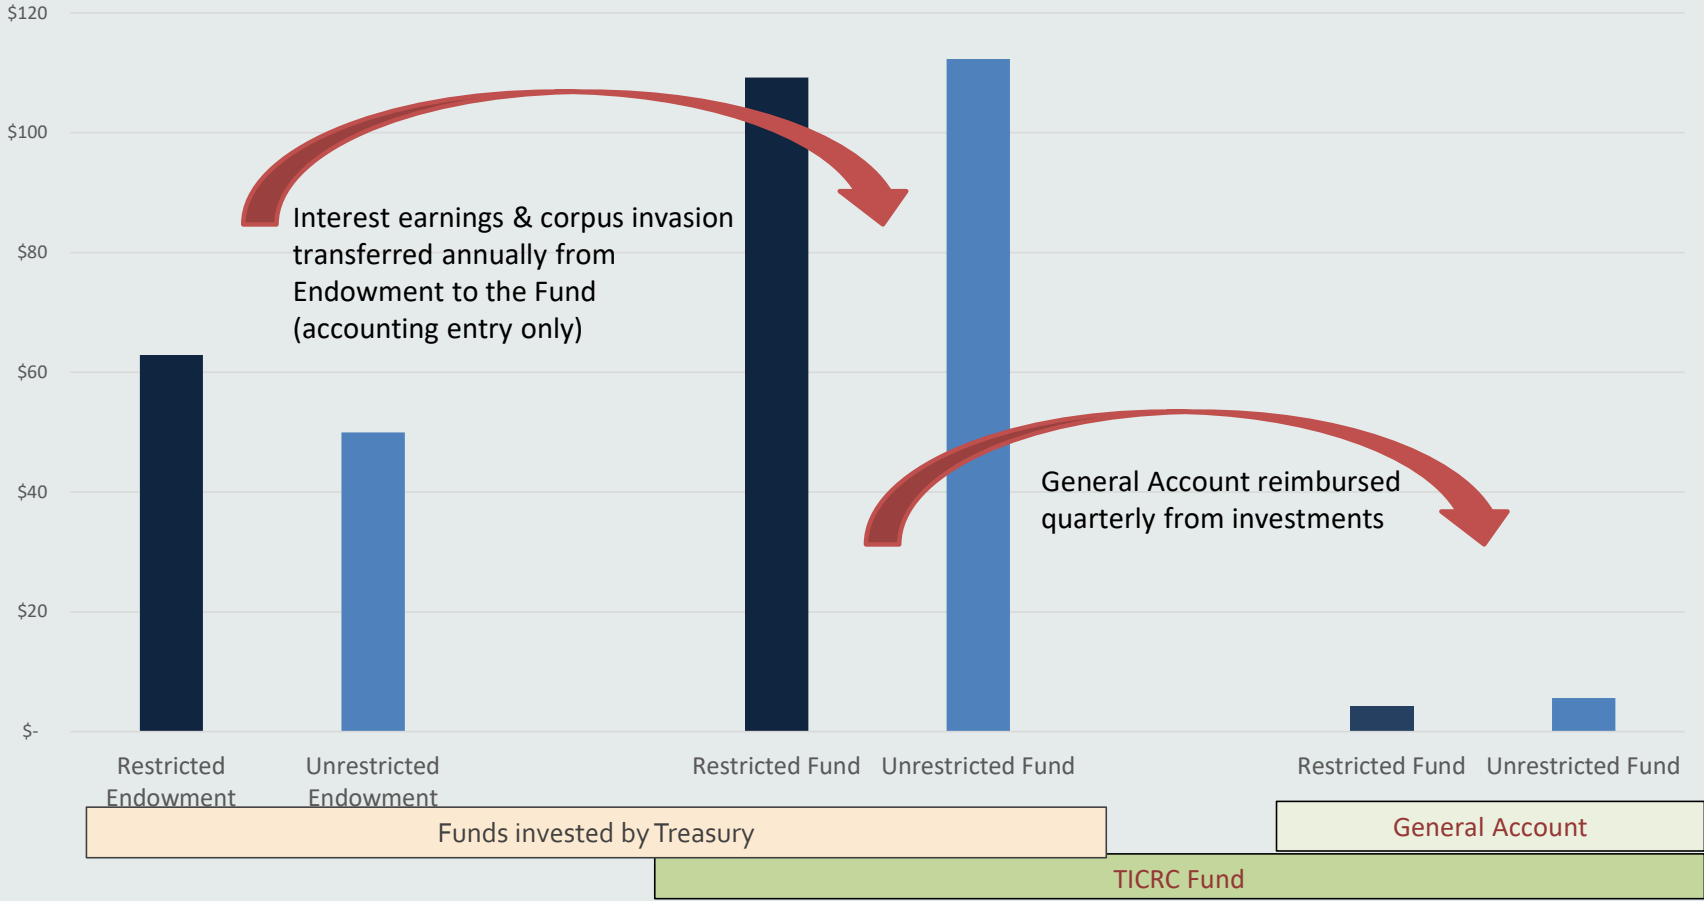 $120
$100
$80
$60
$40
$20
$-
Interest earnings & corpus invasion
transferred annually from
Endowment to the Fund
(accounting entry only)
General Account reimbursed
quarterly from investments
Restricted
Endowment
Unrestricted
Endowment
Restricted Fund
Unrestricted Fund
Restricted Fund
Unrestricted Fund
Funds invested by Treasury
General Account
TICRC Fund